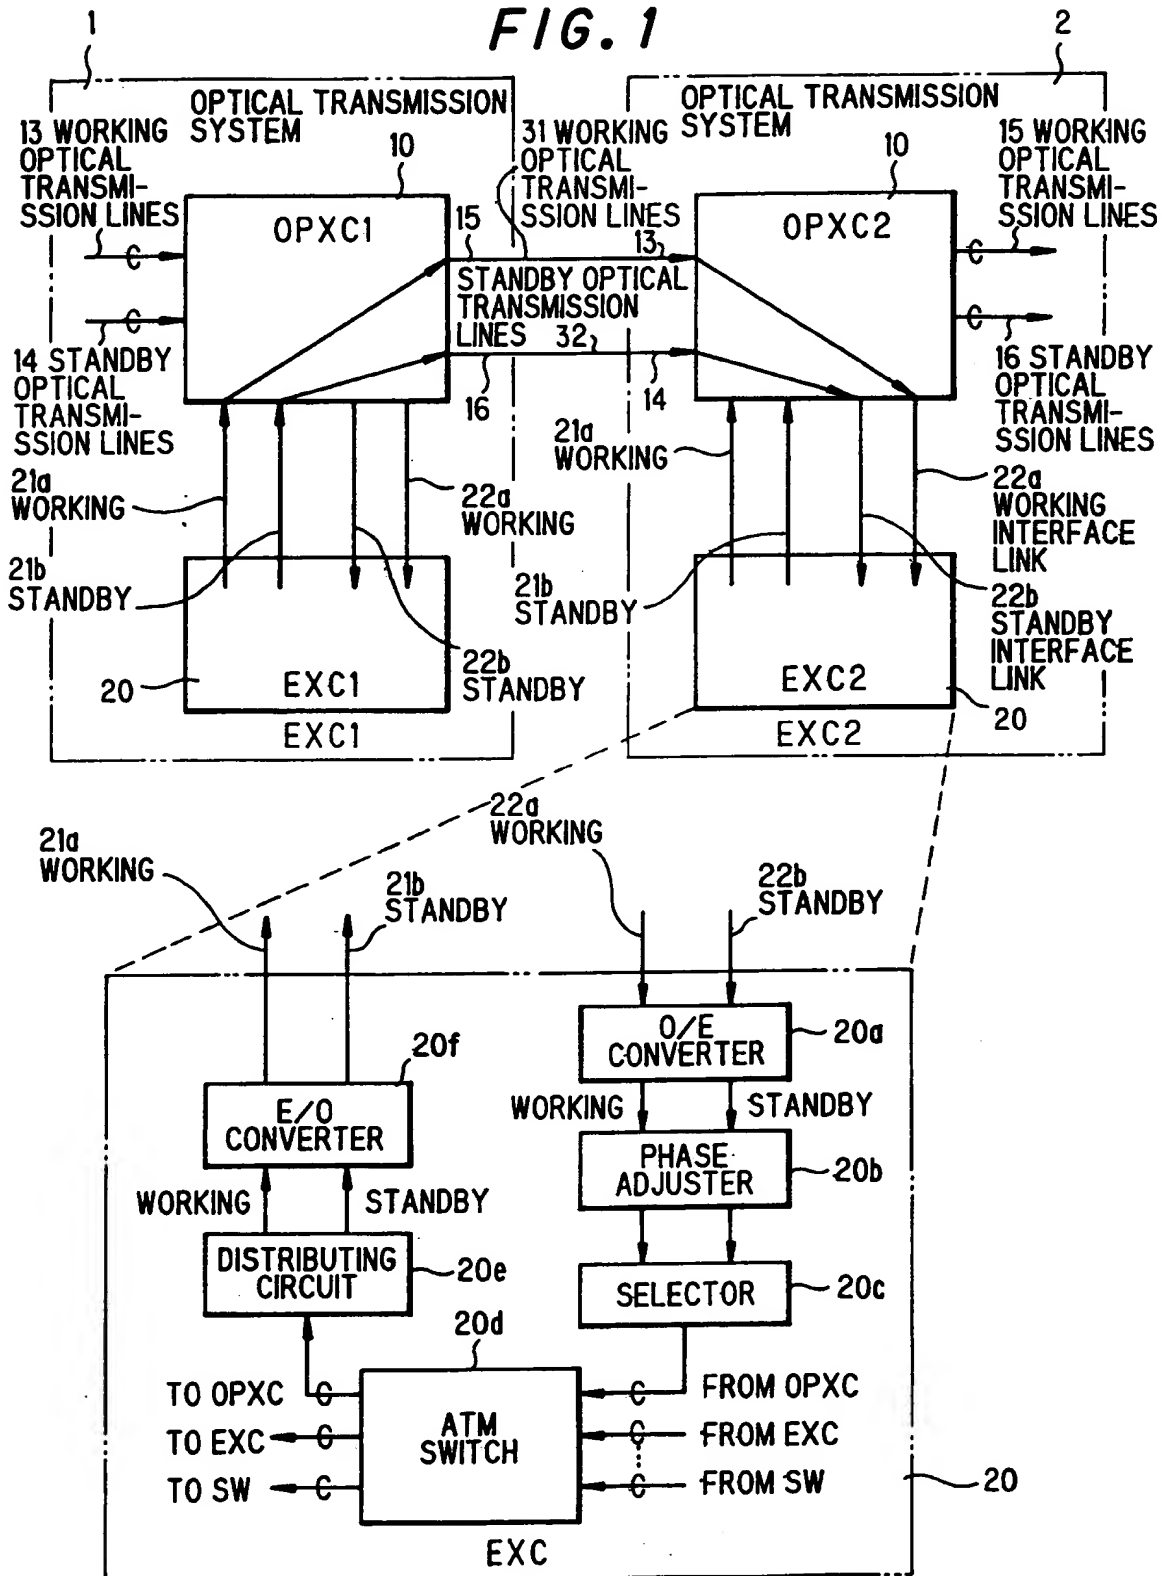 FIG. 1
1
2
OPTICAL TRANSMISSION
SYSTEM
OPTICAL TRANSMISSION
SYSTEM
13 WORKING
OPTICAL
TRANSMI-
SSION LINES
10
31 WORKING
OPTICAL
TRANSMI-
SSION LINES
10
15 WORKING
OPTICAL
TRANSMI-
SSION LINES
OPXC1
15
13
OPXC2
STANDBY OPTICAL
TRANSMISSION
LINES
32
14 STANDBY
OPTICAL
TRANSMI-
SSION LINES
16
14
16 STANDBY
OPTICAL
TRANSMI-
SSION LINES
21a
WORKING
22a
WORKING
21a
WORKING
22a
WORKING
INTERFACE
LINK
21b
STANDBY
22b
STANDBY
21b
STANDBY
22b
STANDBY
INTERFACE
LINK
20
EXC1
EXC1
EXC2
20
EXC2
21a
WORKING
21b
STANDBY
22a
WORKING
22b
STANDBY
O/E
CONVERTER
20a
20f
E/O
CONVERTER
WORKING
STANDBY
PHASE
ADJUSTER
20b
WORKING
STANDBY
DISTRIBUTING
CIRCUIT
20e
SELECTOR
20c
20d
TO OPXC
TO EXC
TO SW
ATM
SWITCH
FROM OPXC
FROM EXC
FROM SW
20
EXC